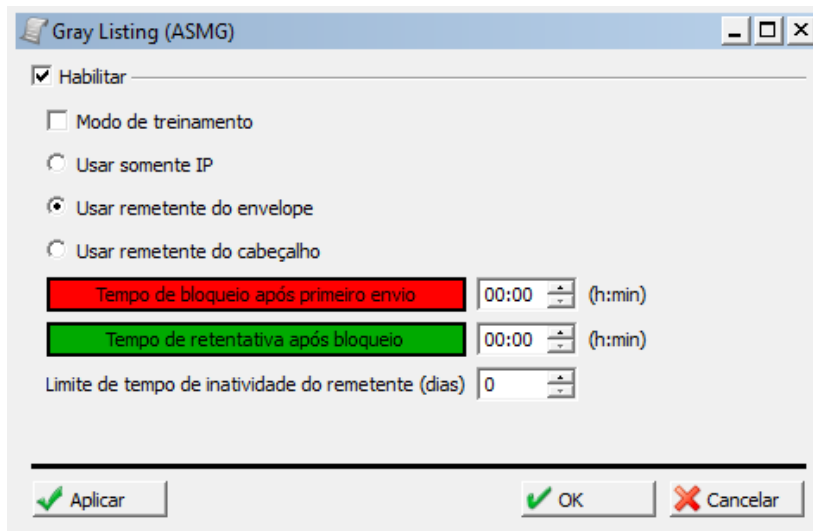 Gray Listing (ASMG)
Habilitar
Modo de treinamento
Usar somente IP
Usar remetente do envelope
Usar remetente do cabeçalho
Tempo de bloqueio após primeiro envio 00:00 (h:min)
Tempo de retentativa após bloqueio 00:00 (h:min)
Limite de tempo de inatividade do remetente (dias) 0
Aplicar OK Cancelar